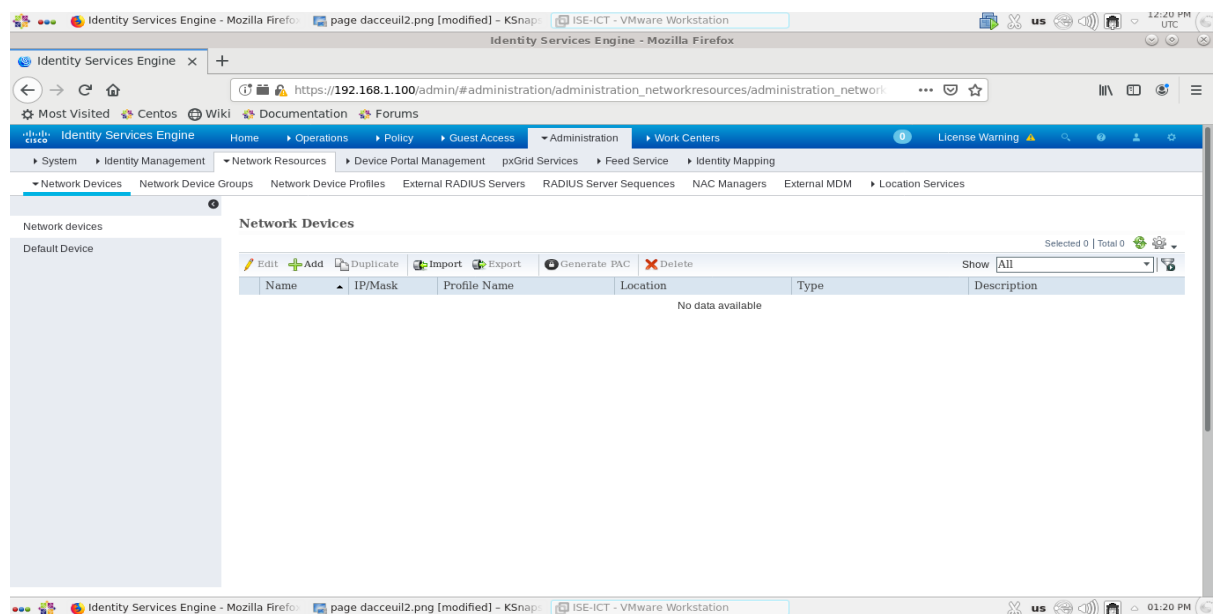 Identity Services Engine - Mozilla Firefo page dacceuil2.png [modified] – KSnap ISE-ICT - VMware Workstation us 12:20 PM UTC
Identity Services Engine - Mozilla Firefox
Identity Services Engine
https://192.168.1.100/admin/#administration/administration_networkresources/administration_network
Most Visited Centos Wiki Documentation Forums
cisco Identity Services Engine Home Operations Policy Guest Access Administration Work Centers 0 License Warning
System Identity Management Network Resources Device Portal Management pxGrid Services Feed Service Identity Mapping
Network Devices Network Device Groups Network Device Profiles External RADIUS Servers RADIUS Server Sequences NAC Managers External MDM Location Services
Network devices
Default Device
Network Devices
Selected 0 | Total 0
Edit Add Duplicate Import Export Generate PAC Delete Show All
Name IP/Mask Profile Name Location Type Description
No data available
Identity Services Engine - Mozilla Firefo page dacceuil2.png [modified] – KSnap ISE-ICT - VMware Workstation us 01:20 PM